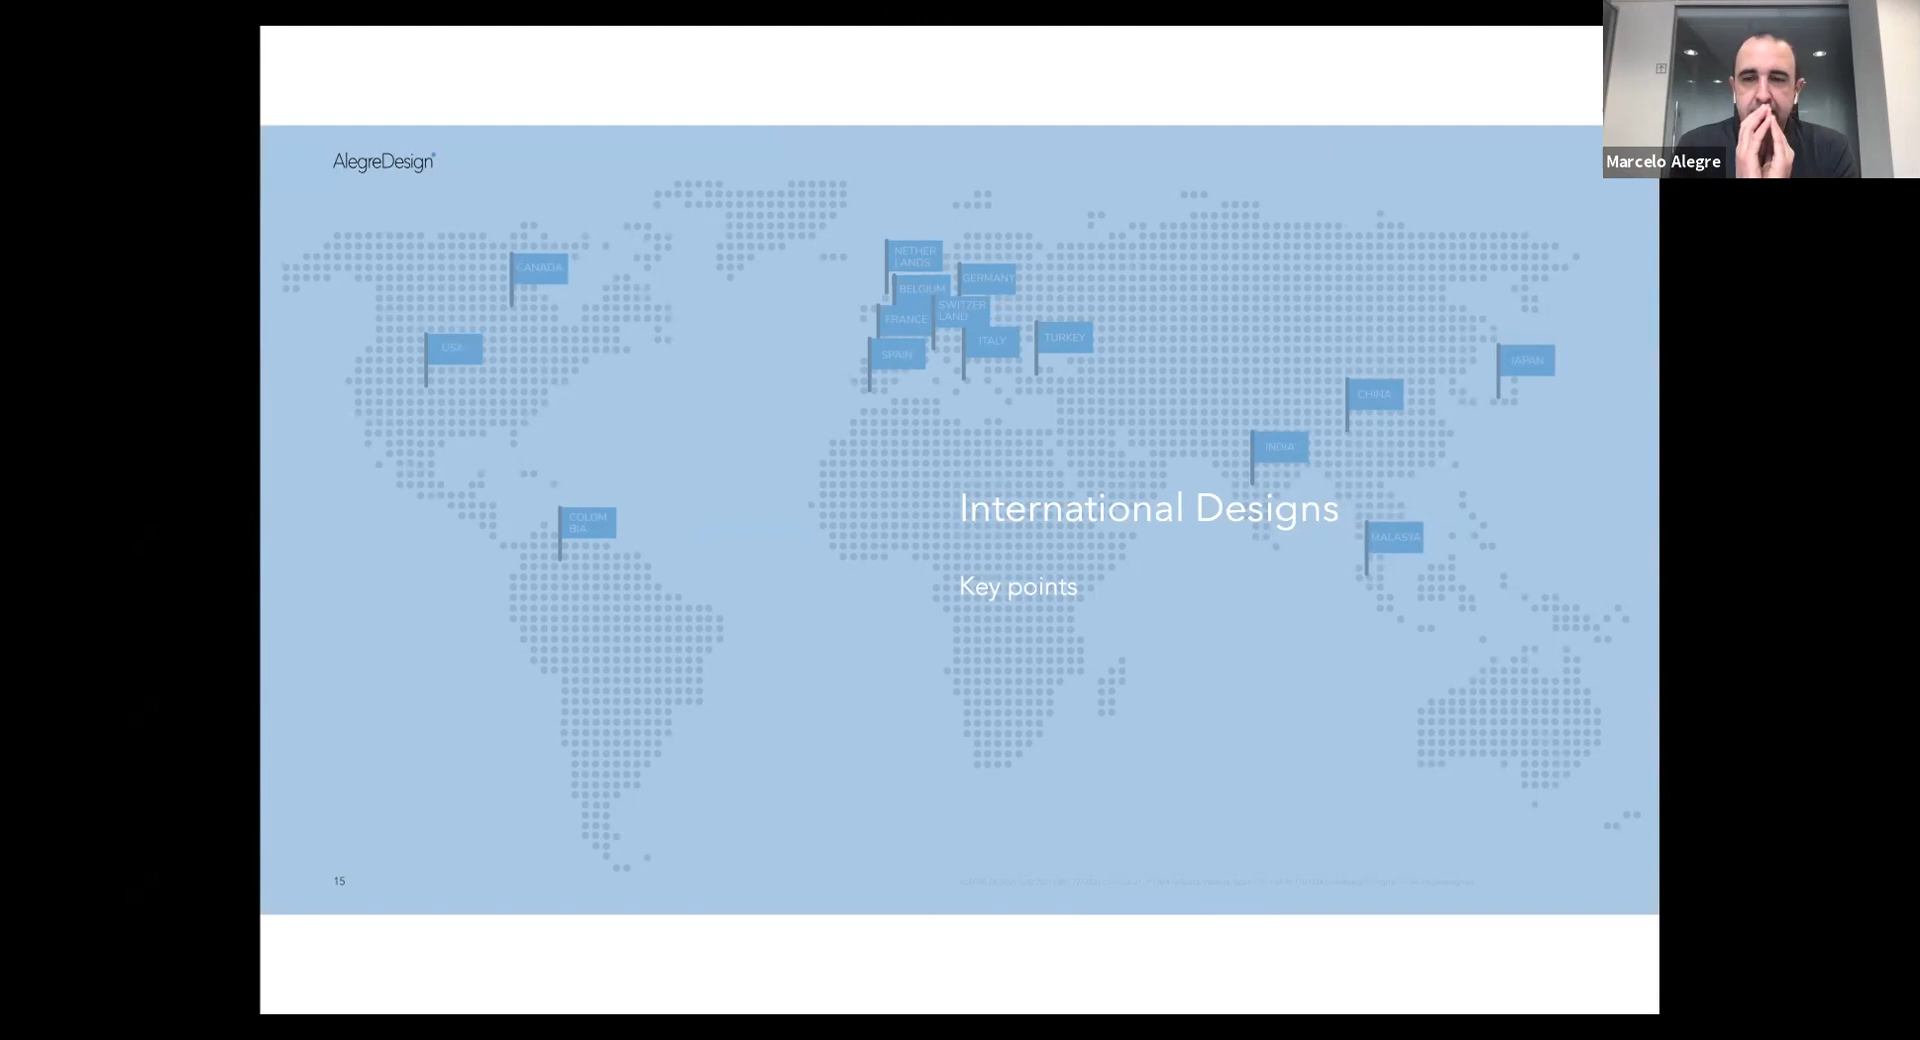 AlegreDesign
Marcelo Alegre
CANADA
NETHER
LANDS
GERMANY
BELGIUM
SWITZER
LAND
FRANCE
USA
ITALY
TURKEY
SPAIN
JAPAN
CHINA
INDIA
International Designs
COLOM
BIA
MALASYA
Key points
15